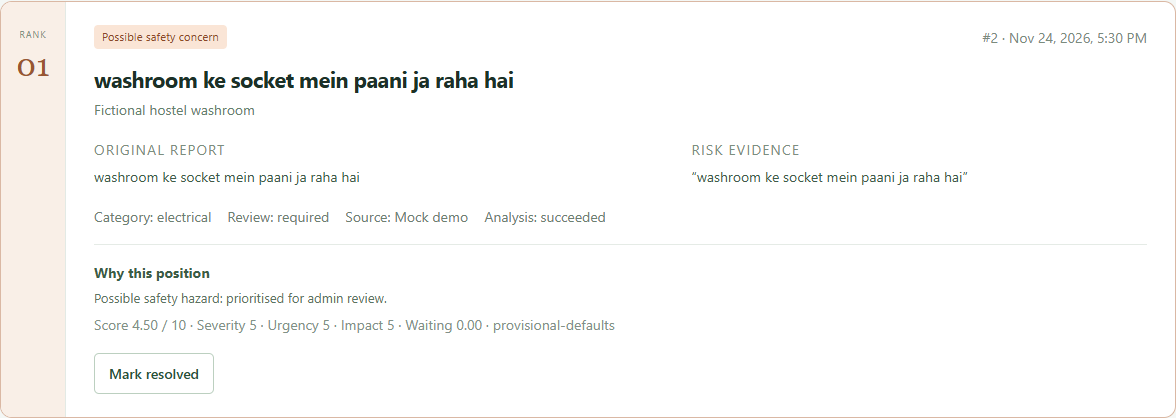 RANK
01
Possible safety concern
#2 · Nov 24, 2026, 5:30 PM
washroom ke socket mein paani ja raha hai
Fictional hostel washroom
ORIGINAL REPORT
washroom ke socket mein paani ja raha hai
RISK EVIDENCE
“washroom ke socket mein paani ja raha hai”
Category: electrical Review: required Source: Mock demo Analysis: succeeded
Why this position
Possible safety hazard: prioritised for admin review.
Score 4.50 / 10 · Severity 5 · Urgency 5 · Impact 5 · Waiting 0.00 · provisional-defaults
Mark resolved